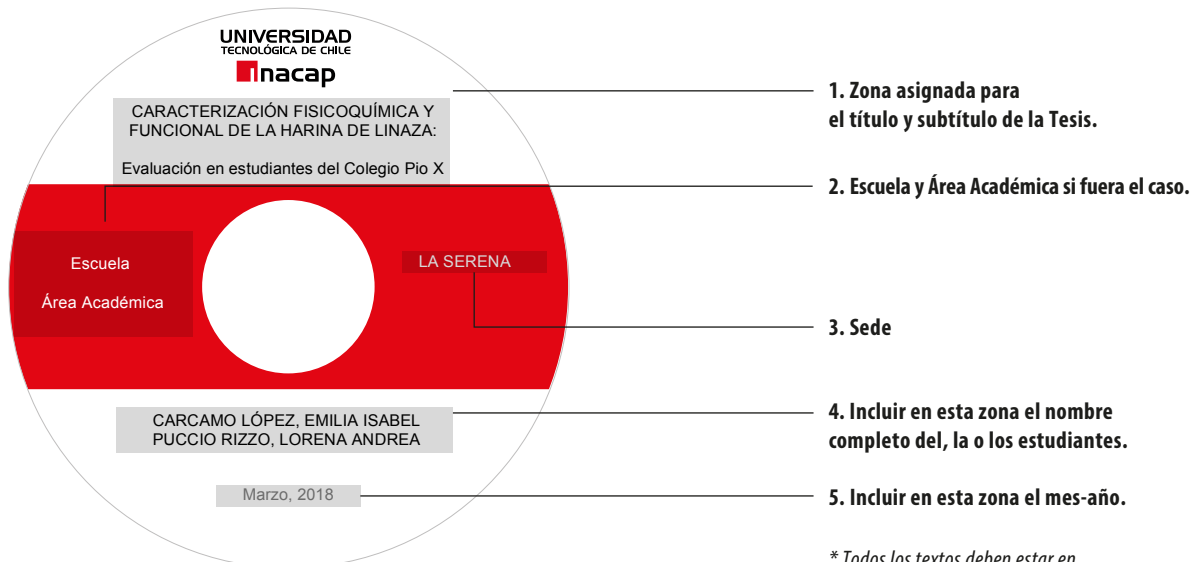 UNIVERSIDAD
TECNOLÓGICA DE CHILE
inacap
CARACTERIZACIÓN FISICOQUÍMICA Y
FUNCIONAL DE LA HARINA DE LINAZA:
Evaluación en estudiantes del Colegio Pio X
Escuela
Área Académica
LA SERENA
CARCAMO LÓPEZ, EMILIA ISABEL
PUCCIO RIZZO, LORENA ANDREA
Marzo, 2018
1. Zona asignada para
el título y subtítulo de la Tesis.
2. Escuela y Área Académica si fuera el caso.
3. Sede
4. Incluir en esta zona el nombre
completo del, la o los estudiantes.
5. Incluir en esta zona el mes-año.
* Todos los textos deben estar en